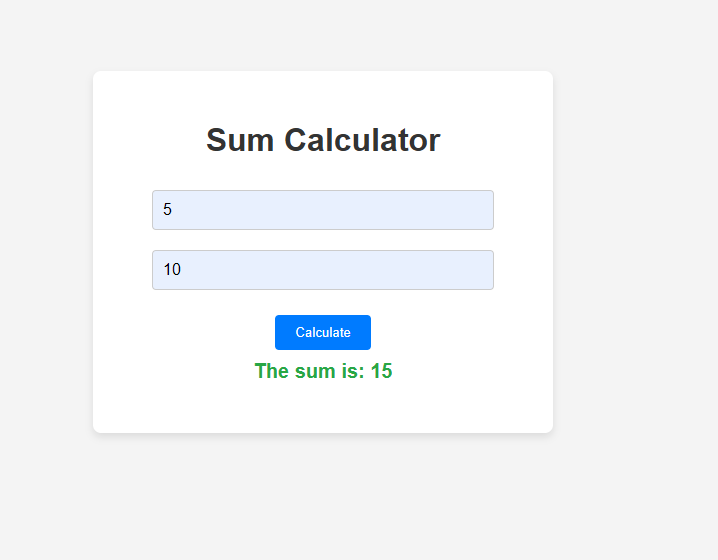 Sum Calculator
5
10
Calculate
The sum is: 15